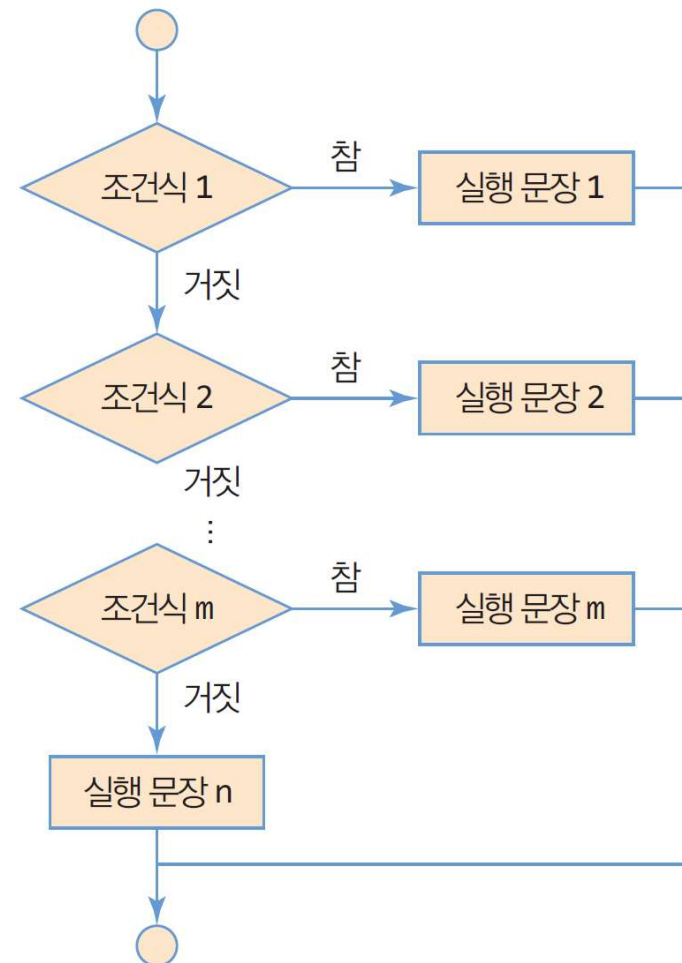 조건식 1
참
실행 문장 1
거짓
조건식 2
참
실행 문장 2
거짓
⋮
조건식 m
참
실행 문장 m
거짓
실행 문장 n